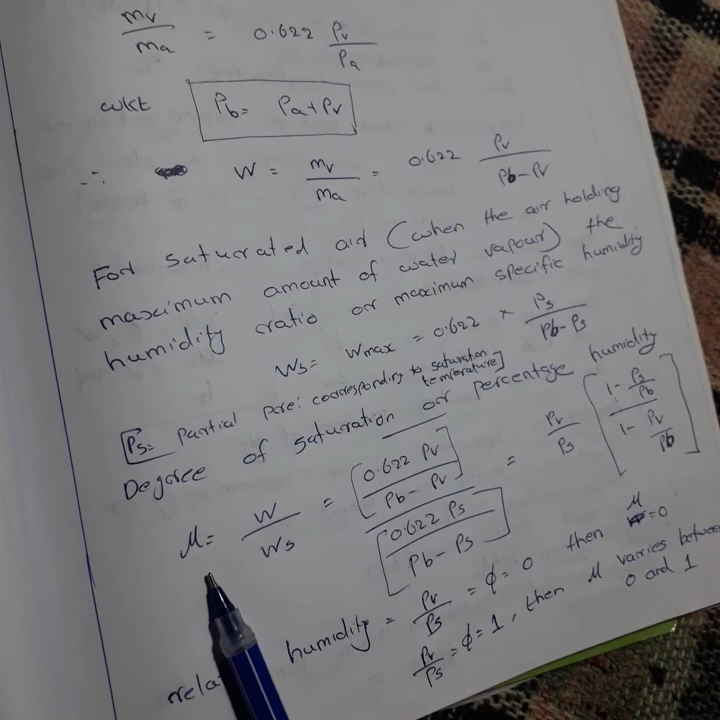 mv/ma = 0.622 Pv/Pa
wkt Pb= Pa+Pv
∴ W = mv/ma = 0.622 Pv/Pb-Pv
For saturated air (when the air holding
maximum amount of water vapour) the
humidity ratio or maximum specific humidity
Ws= Wmax = 0.622 × Ps/Pb-Ps
[Ps= Partial pre: corresponding to saturation
temperature]
Degree of saturation or percentage humidity
μ= W/Ws = [0.622 Pv/Pb-Pv]/[0.622 Ps/Pb-Ps] = Pv/Ps [1-Ps/Pb / 1-Pv/Pb]
rela humidity = Pv/Ps = φ = 0 then μ=0
Pv/Ps = φ= 1, then μ varies between
0 and 1